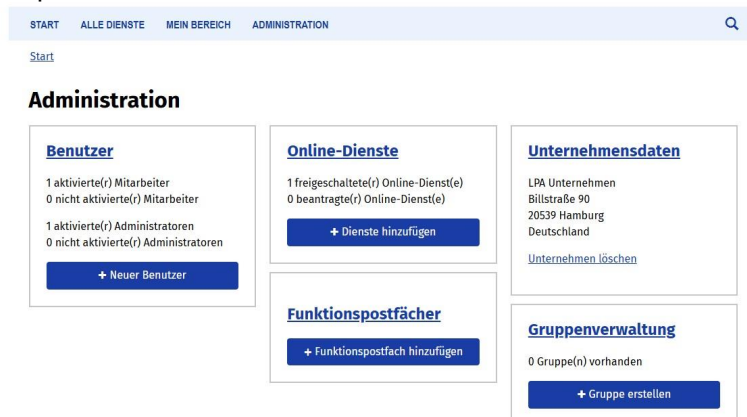 START ALLE DIENSTE MEIN BEREICH ADMINISTRATION
Start
Administration
Benutzer
1 aktivierte(r) Mitarbeiter
0 nicht aktivierte(r) Mitarbeiter
1 aktivierte(r) Administratoren
0 nicht aktivierte(r) Administratoren
+ Neuer Benutzer
Online-Dienste
1 freigeschaltete(r) Online-Dienst(e)
0 beantragte(r) Online-Dienst(e)
+ Dienste hinzufügen
Funktionspostfächer
+ Funktionspostfach hinzufügen
Unternehmensdaten
LPA Unternehmen
Billstraße 90
20539 Hamburg
Deutschland
Unternehmen löschen
Gruppenverwaltung
0 Gruppe(n) vorhanden
+ Gruppe erstellen